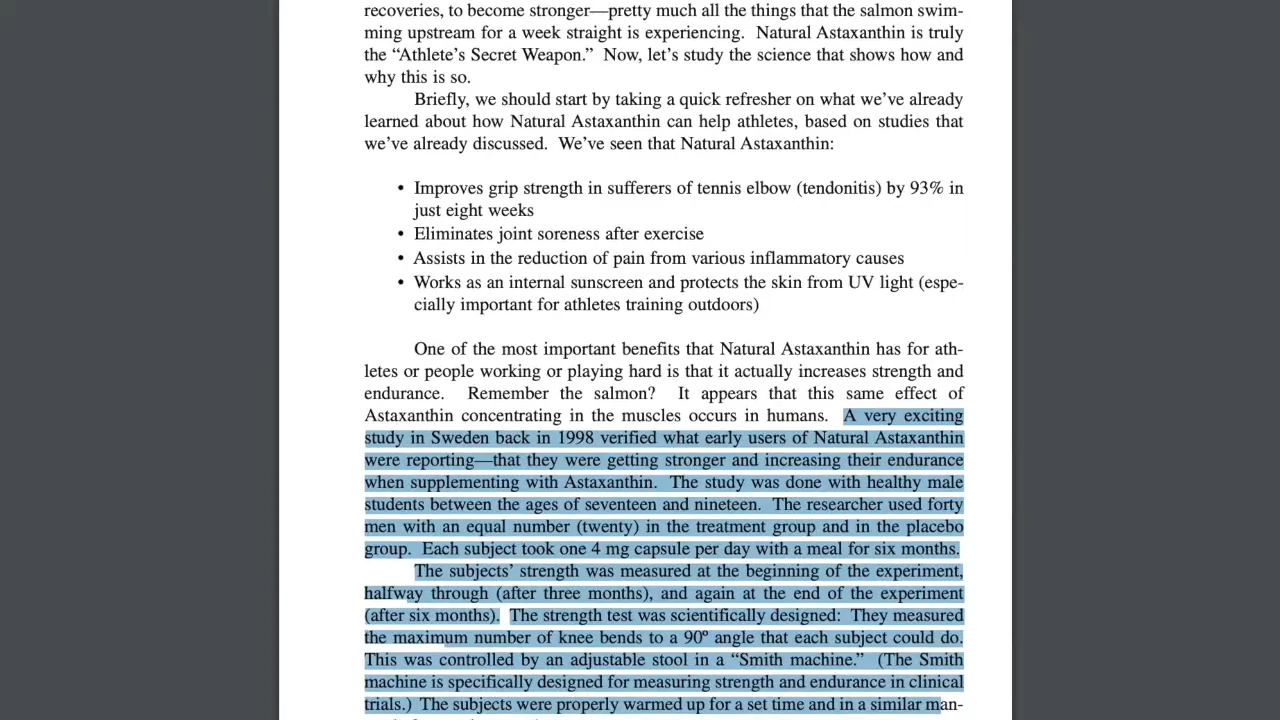 recoveries, to become stronger—pretty much all the things that the salmon swim-
ming upstream for a week straight is experiencing. Natural Astaxanthin is truly
the “Athlete’s Secret Weapon.” Now, let’s study the science that shows how and
why this is so.
Briefly, we should start by taking a quick refresher on what we’ve already
learned about how Natural Astaxanthin can help athletes, based on studies that
we’ve already discussed. We’ve seen that Natural Astaxanthin:
• Improves grip strength in sufferers of tennis elbow (tendonitis) by 93% in
just eight weeks
• Eliminates joint soreness after exercise
• Assists in the reduction of pain from various inflammatory causes
• Works as an internal sunscreen and protects the skin from UV light (espe-
cially important for athletes training outdoors)
One of the most important benefits that Natural Astaxanthin has for ath-
letes or people working or playing hard is that it actually increases strength and
endurance. Remember the salmon? It appears that this same effect of
Astaxanthin concentrating in the muscles occurs in humans. A very exciting
study in Sweden back in 1998 verified what early users of Natural Astaxanthin
were reporting—that they were getting stronger and increasing their endurance
when supplementing with Astaxanthin. The study was done with healthy male
students between the ages of seventeen and nineteen. The researcher used forty
men with an equal number (twenty) in the treatment group and in the placebo
group. Each subject took one 4 mg capsule per day with a meal for six months.
The subjects’ strength was measured at the beginning of the experiment,
halfway through (after three months), and again at the end of the experiment
(after six months). The strength test was scientifically designed: They measured
the maximum number of knee bends to a 90º angle that each subject could do.
This was controlled by an adjustable stool in a “Smith machine.” (The Smith
machine is specifically designed for measuring strength and endurance in clinical
trials.) The subjects were properly warmed up for a set time and in a similar man-